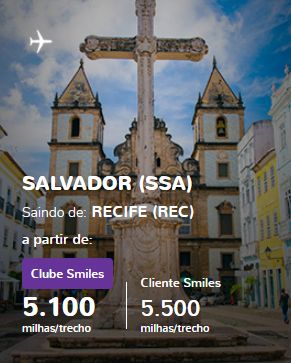 SALVADOR (SSA)
Saindo de: RECIFE (REC)
a partir de:
Clube Smiles
5.100
milhas/trecho
Cliente Smiles
5.500
milhas/trecho